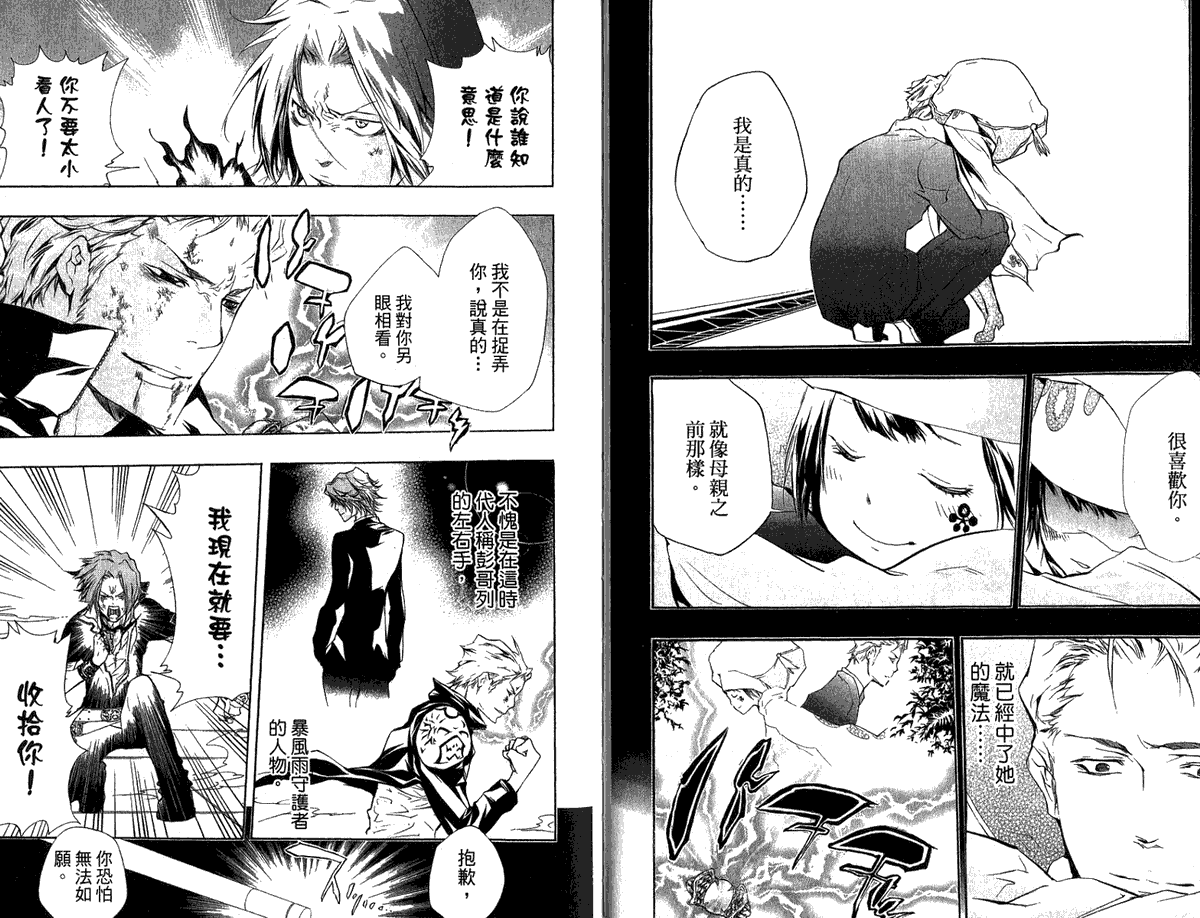 我是真的……
很喜歡你。
就像母親之
前那樣。
就已經中了她
的魔法……
你說誰知
道是什麼
意思！
你不要太小
看人了！
我不是在捉弄
你，說真的…
我對你另
眼相看。
不愧是在這時
代人稱彭哥列
的左右手，
暴風雨守護者
的人物。
我現在就要…
收拾你！
抱歉，
你恐怕
無法如
願。